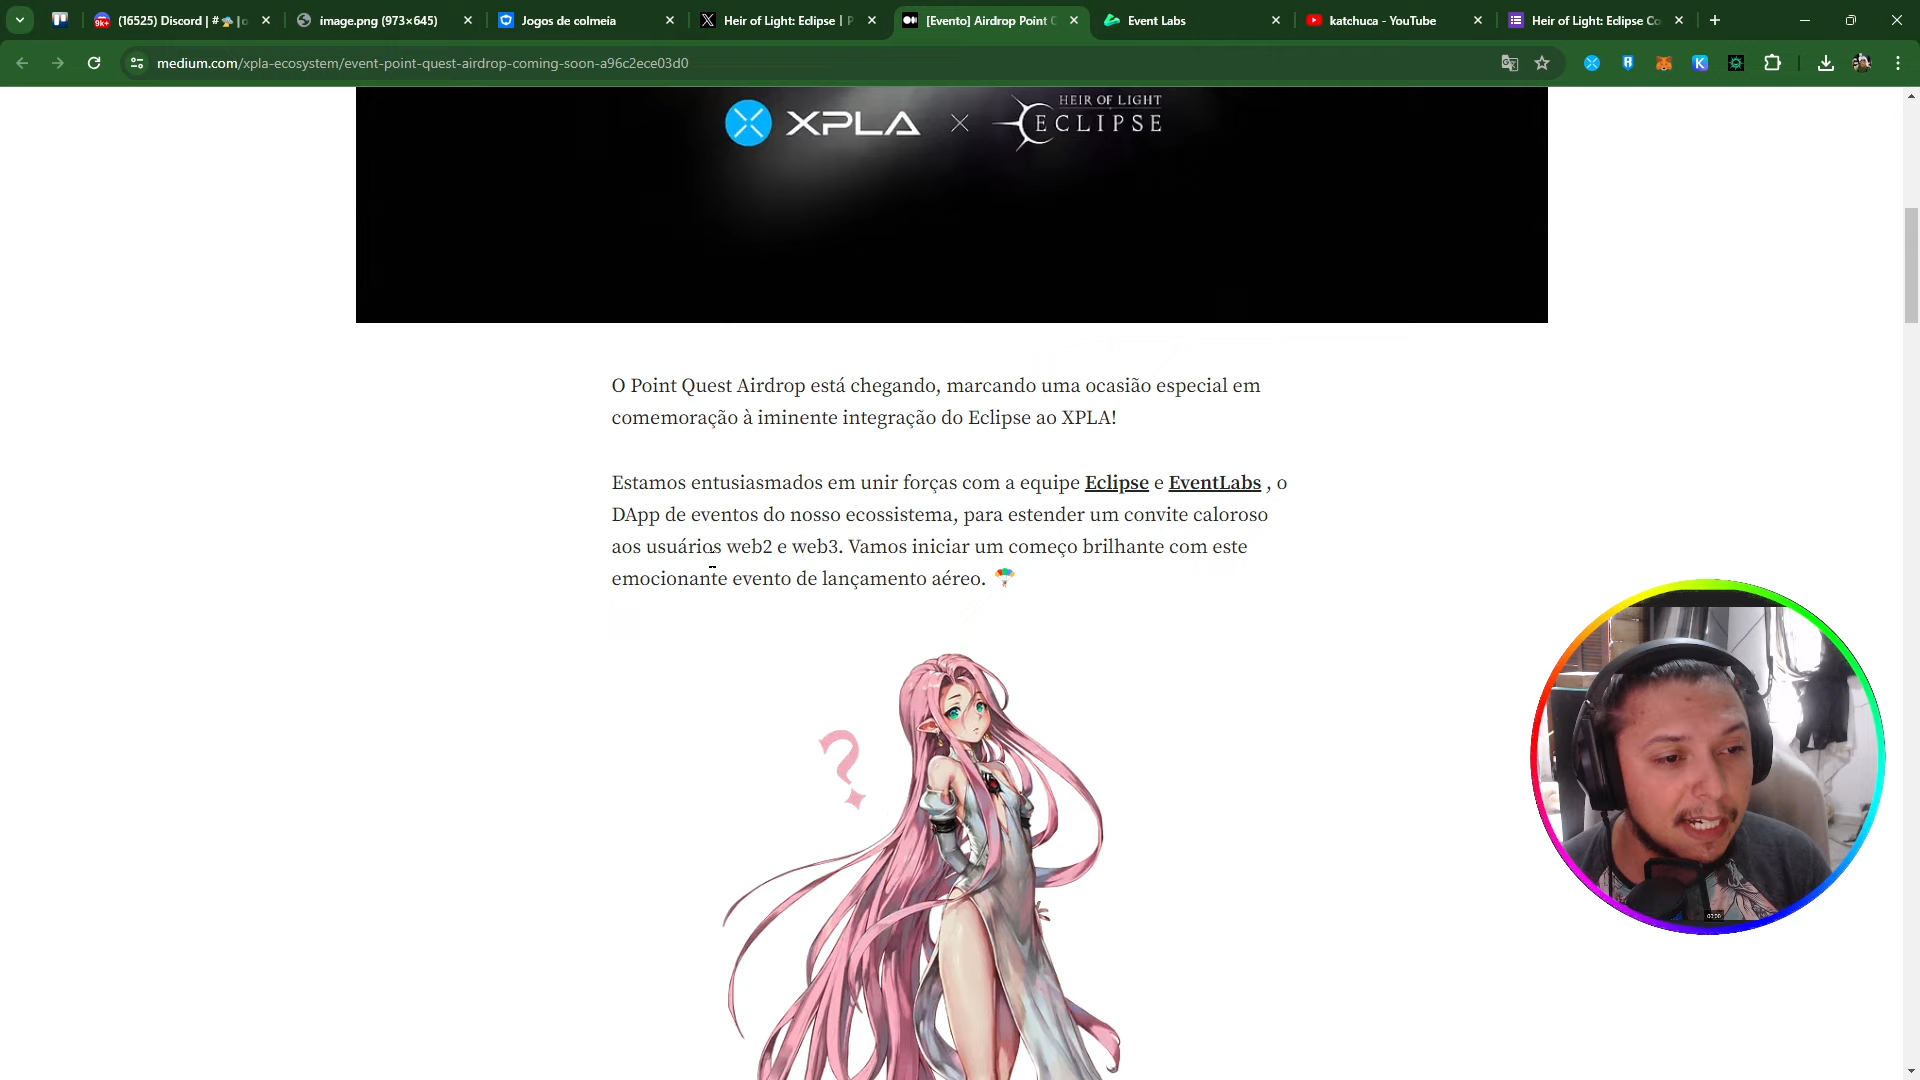 (16525) Discord | #
image.png (973×645)
Jogos de colmeia
Heir of Light: Eclipse | P
[Evento] Airdrop Point C
Event Labs
katchuca - YouTube
Heir of Light: Eclipse Co
medium.com/xpla-ecosystem/event-point-quest-airdrop-coming-soon-a96c2ece03d0
XPLA × HEIR OF LIGHT
ECLIPSE
O Point Quest Airdrop está chegando, marcando uma ocasião especial em
comemoração à iminente integração do Eclipse ao XPLA!
Estamos entusiasmados em unir forças com a equipe Eclipse e EventLabs , o
DApp de eventos do nosso ecossistema, para estender um convite caloroso
aos usuários web2 e web3. Vamos iniciar um começo brilhante com este
emocionante evento de lançamento aéreo.
?
00:00